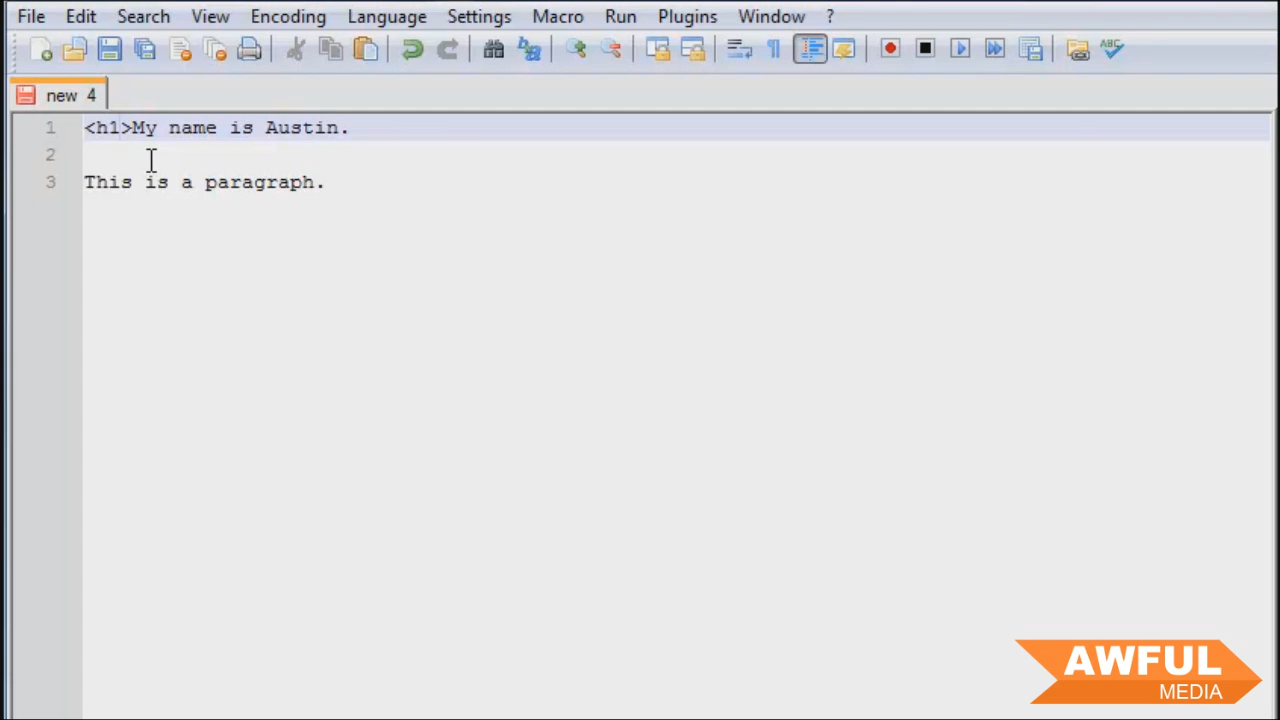 File Edit Search View Encoding Language Settings Macro Run Plugins Window ?
ABC
new 4
1 <h1>My name is Austin.
2
3 This is a paragraph.
AWFUL
MEDIA